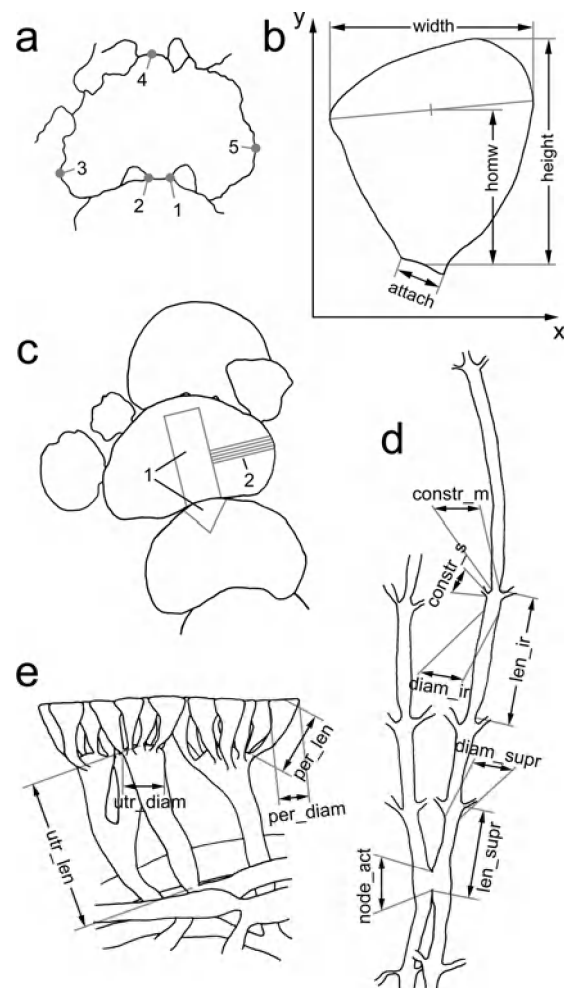 a
4
5
3
2
1
b
y
width
homw
height
attach
x
c
1
2
d
constr_m
constr_s
len_ir
diam_ir
diam_supr
len_supr
node_act
e
per_len
utr_diam
per_diam
utr_len